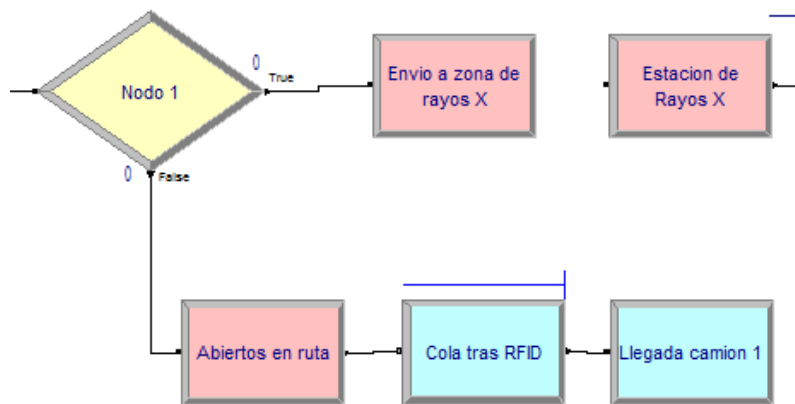 0
True
Nodo 1
Envio a zona de
rayos X
Estacion de
Rayos X
0
False
Abiertos en ruta
Cola tras RFID
Llegada camion 1